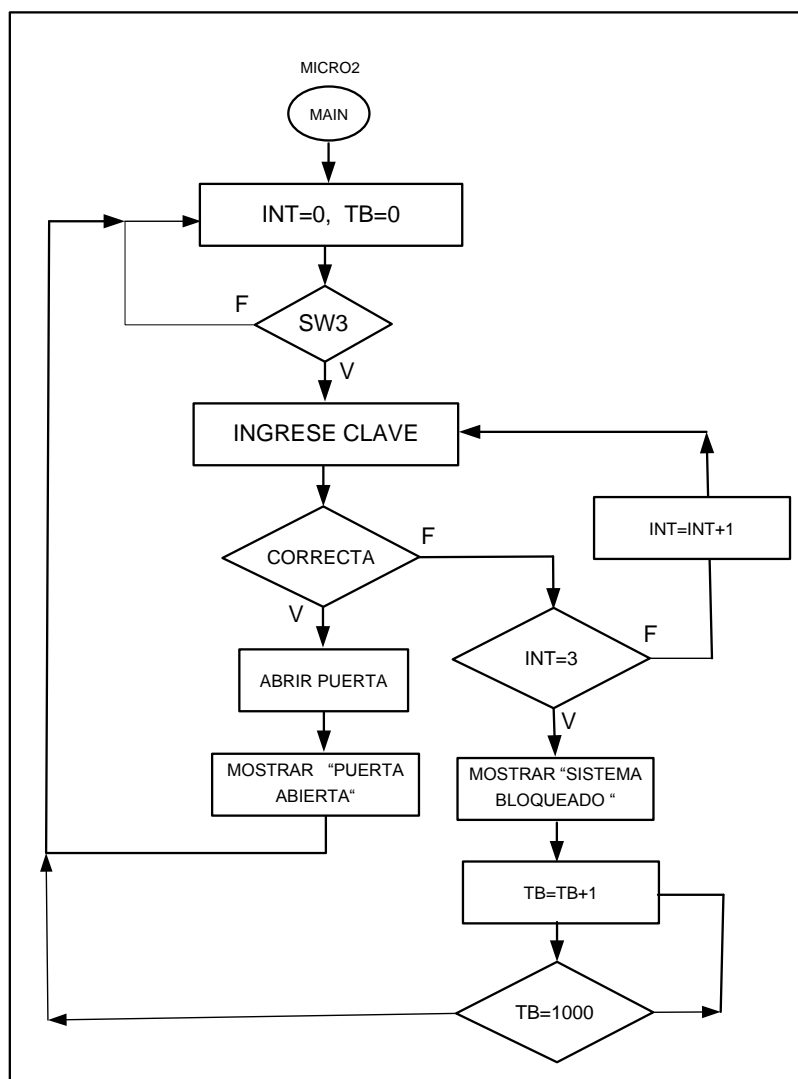 MICRO2
MAIN
INT=0, TB=0
F
SW3
V
INGRESE CLAVE
F
INT=INT+1
CORRECTA
V
F
INT=3
ABRIR PUERTA
V
MOSTRAR “PUERTA
ABIERTA“
MOSTRAR “SISTEMA
BLOQUEADO “
TB=TB+1
TB=1000